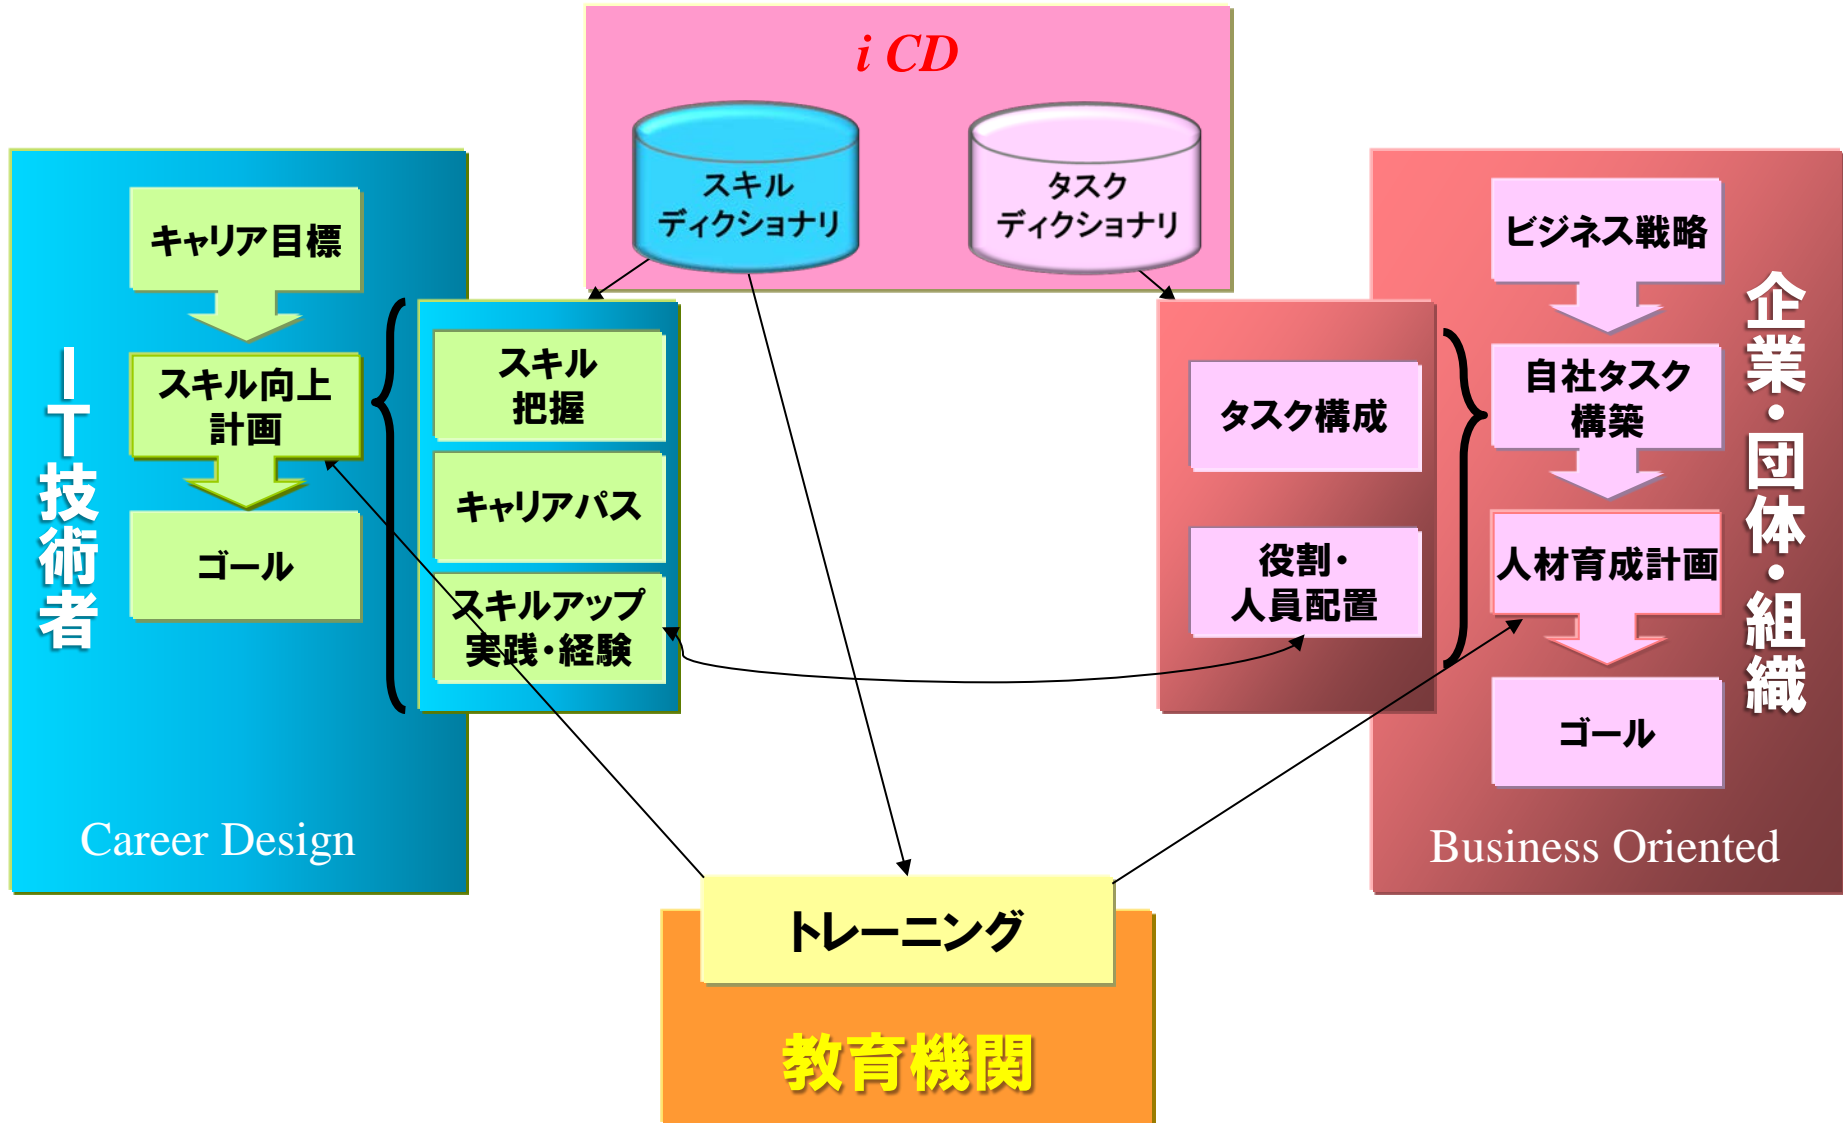 i CD
スキル
ディクショナリ
タスク
ディクショナリ
IT技術者
キャリア目標
スキル向上
計画
ゴール
Career Design
スキル
把握
キャリアパス
スキルアップ
実践・経験
タスク構成
役割・
人員配置
ビジネス戦略
自社タスク
構築
人材育成計画
ゴール
企業・団体・組織
Business Oriented
トレーニング
教育機関